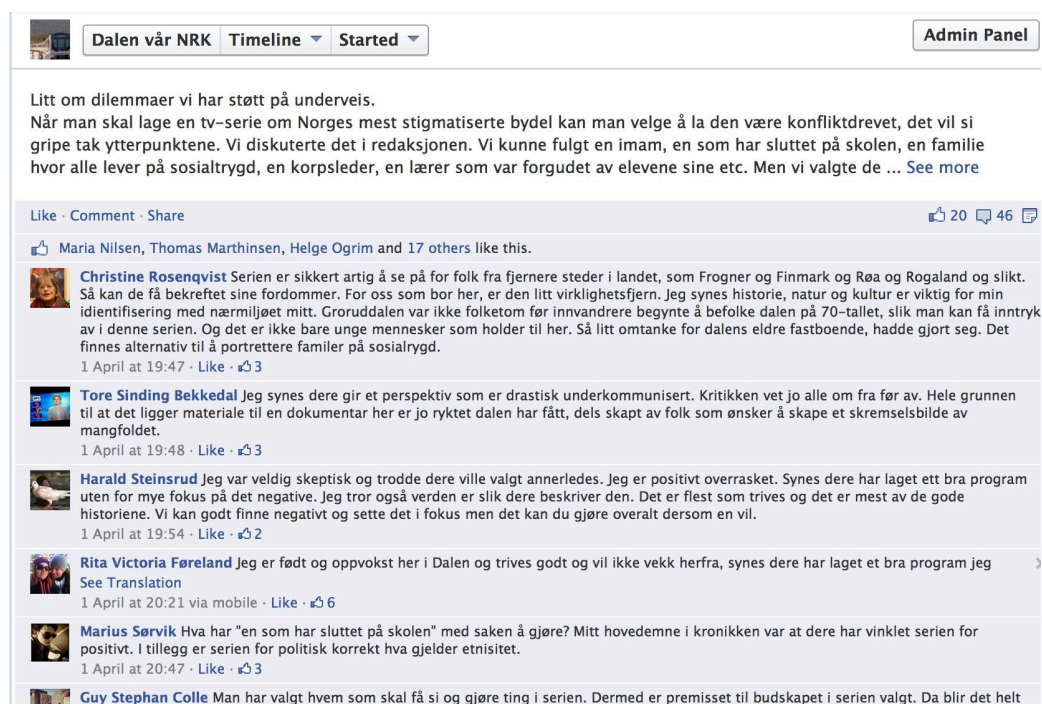 Dalen vår NRK Timeline Started Admin Panel
Litt om dilemmaer vi har støtt på underveis.
Når man skal lage en tv-serie om Norges mest stigmatiserte bydel kan man velge å la den være konfliktdrevet, det vil si
gripe tak ytterpunktene. Vi diskuterte det i redaksjonen. Vi kunne fulgt en imam, en som har sluttet på skolen, en familie
hvor alle lever på sosialtrygd, en korpsleder, en lærer som var forgudet av elevene sine etc. Men vi valgte de ... See more
Like · Comment · Share 20 46
Maria Nilsen, Thomas Marthinsen, Helge Ogrim and 17 others like this.
Christine Rosenqvist Serien er sikkert artig å se på for folk fra fjernere steder i landet, som Frogner og Finmark og Røa og Rogaland og slikt.
Så kan de få bekreftet sine fordommer. For oss som bor her, er den litt virklighetsfjern. Jeg synes historie, natur og kultur er viktig for min
identifisering med nærmiljøet mitt. Groruddalen var ikke folketom før innvandrere begynte å befolke dalen på 70-tallet, slik man kan få inntryk
av i denne serien. Og det er ikke bare unge mennesker som holder til her. Så litt omtanke for dalens eldre fastboende, hadde gjort seg. Det
finnes alternativ til å portrettere familer på sosialrygd.
1 April at 19:47 · Like · 3
Tore Sinding Bekkedal Jeg synes dere gir et perspektiv som er drastisk underkommunisert. Kritikken vet jo alle om fra før av. Hele grunnen
til at det ligger materiale til en dokumentar her er jo ryktet dalen har fått, dels skapt av folk som ønsker å skape et skremselsbilde av
mangfoldet.
1 April at 19:48 · Like · 3
Harald Steinsrud Jeg var veldig skeptisk og trodde dere ville valgt annerledes. Jeg er positivt overrasket. Synes dere har laget ett bra program
uten for mye fokus på det negative. Jeg tror også verden er slik dere beskriver den. Det er flest som trives og det er mest av de gode
historiene. Vi kan godt finne negativt og sette det i fokus men det kan du gjøre overalt dersom en vil.
1 April at 19:54 · Like · 2
Rita Victoria Føreland Jeg er født og oppvokst her i Dalen og trives godt og vil ikke vekk herfra, synes dere har laget et bra program jeg
See Translation
1 April at 20:21 via mobile · Like · 6
Marius Sørvik Hva har "en som har sluttet på skolen" med saken å gjøre? Mitt hovedemne i kronikken var at dere har vinklet serien for
positivt. I tillegg er serien for politisk korrekt hva gjelder etnisitet.
1 April at 20:47 · Like · 3
Guy Stephan Colle Man har valgt hvem som skal få si og gjøre ting i serien. Dermed er premisset til budskapet i serien valgt. Da blir det helt